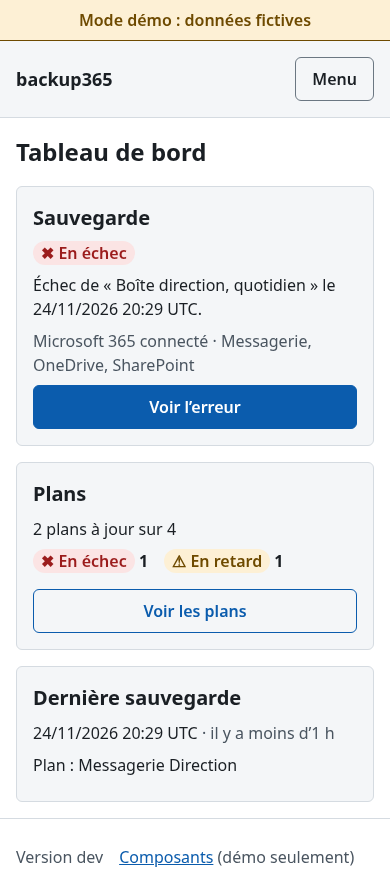 Mode démo : données fictives
backup365
Menu
Tableau de bord
Sauvegarde
✖ En échec
Échec de « Boîte direction, quotidien » le
24/11/2026 20:29 UTC.
Microsoft 365 connecté · Messagerie,
OneDrive, SharePoint
Voir l’erreur
Plans
2 plans à jour sur 4
✖ En échec 1 ⚠ En retard 1
Voir les plans
Dernière sauvegarde
24/11/2026 20:29 UTC · il y a moins d’1 h
Plan : Messagerie Direction
Version dev Composants (démo seulement)